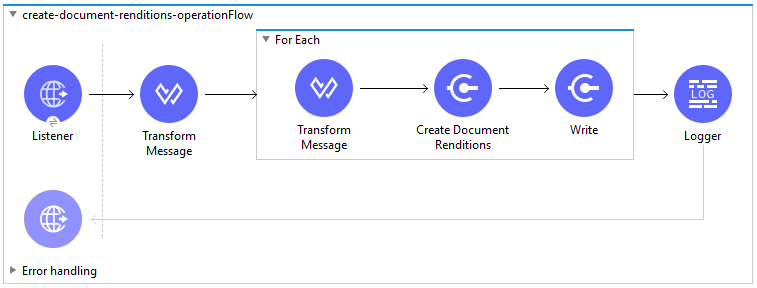 create-document-renditions-operationFlow
For Each
LOG
Listener
Transform
Message
Transform
Message
Create Document
Renditions
Write
Logger
Error handling